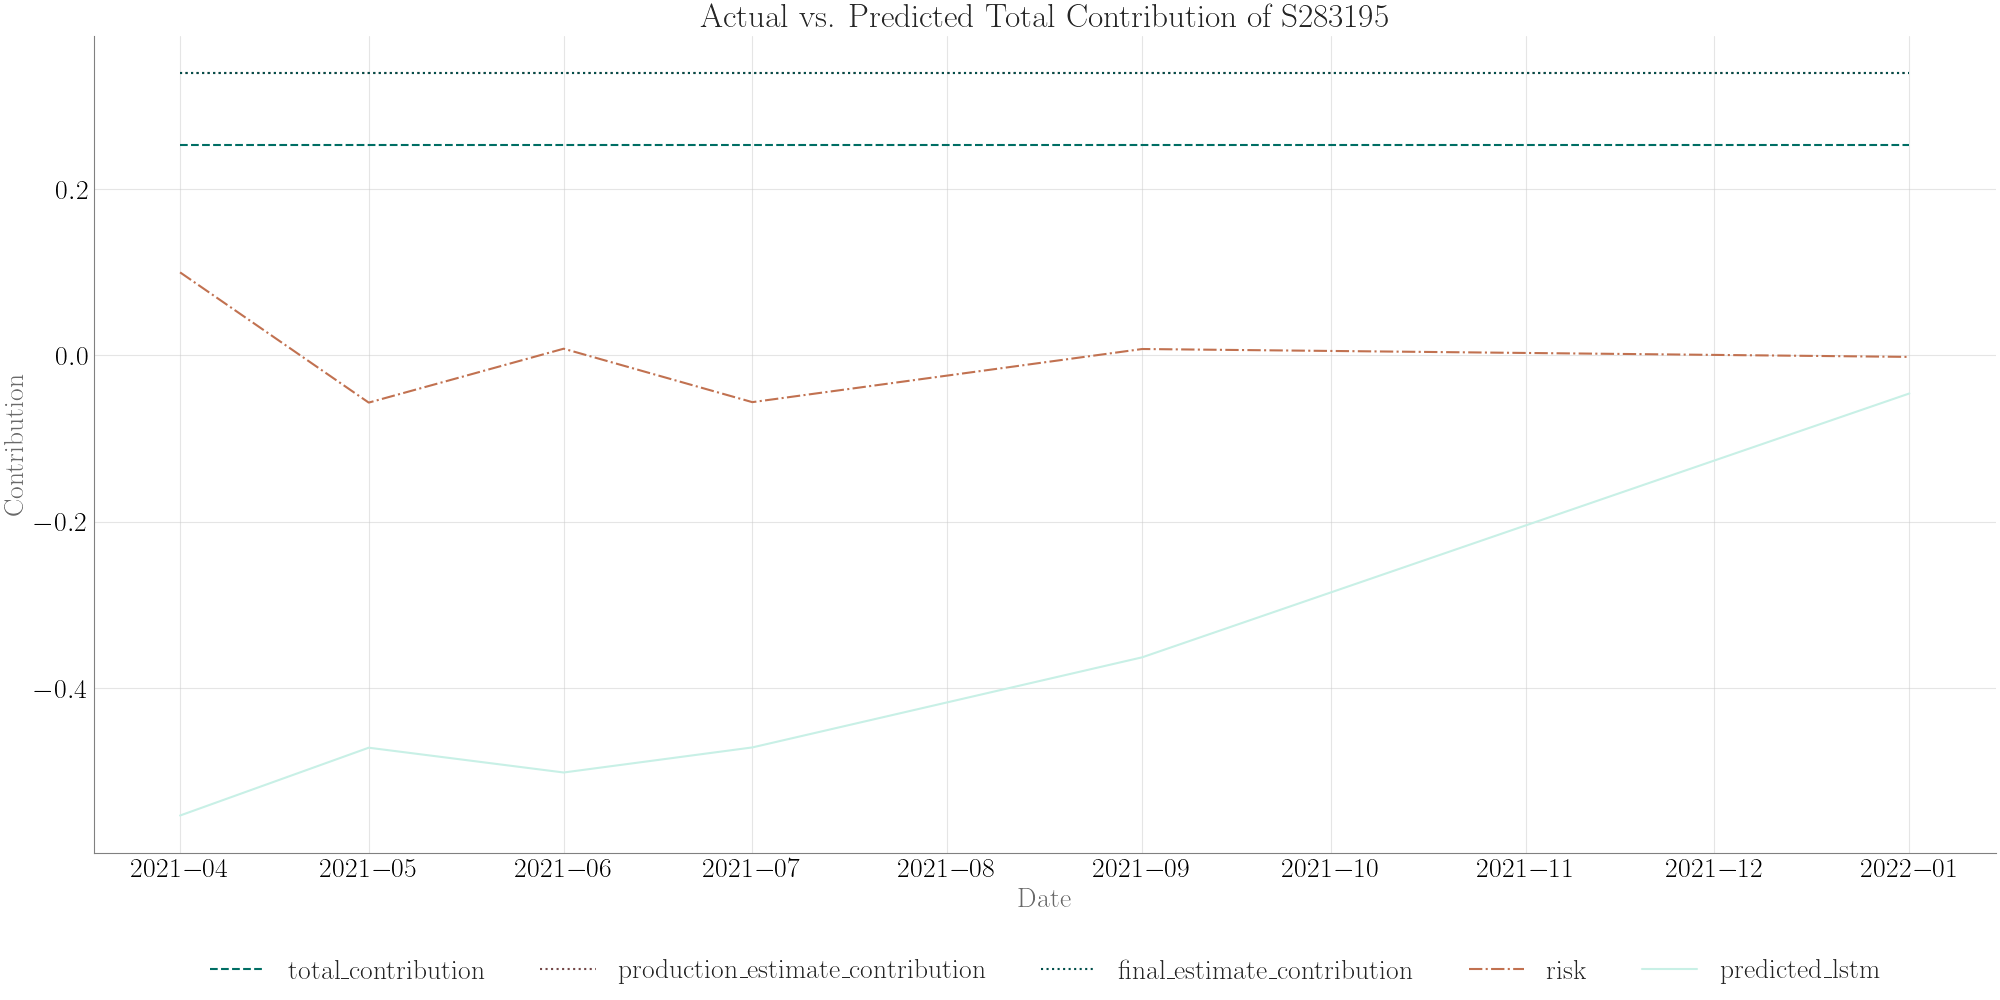 Actual vs. Predicted Total Contribution of S283195
0.2
0.0
−0.2
−0.4
Contribution
2021−04 2021−05 2021−06 2021−07 2021−08 2021−09 2021−10 2021−11 2021−12 2022−01
Date
total_contribution production_estimate_contribution final_estimate_contribution risk predicted_lstm